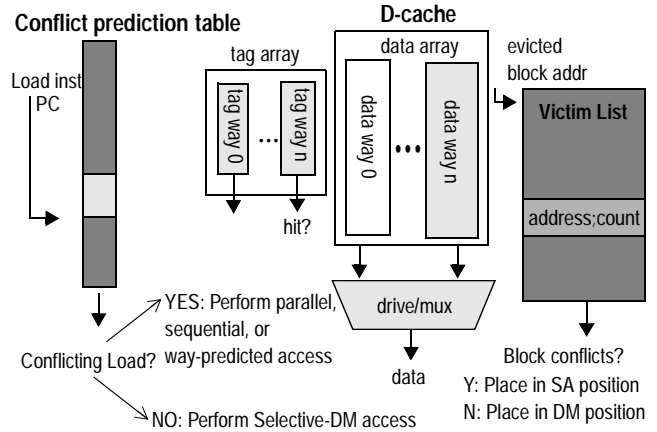 Conflict prediction table
D-cache
Load inst
PC
tag array
data array
evicted
block addr
tag way 0
...
tag way n
data way 0
...
data way n
Victim List
address;count
hit?
drive/mux
data
YES: Perform parallel,
sequential, or
way-predicted access
Conflicting Load?
NO: Perform Selective-DM access
Block conflicts?
Y: Place in SA position
N: Place in DM position